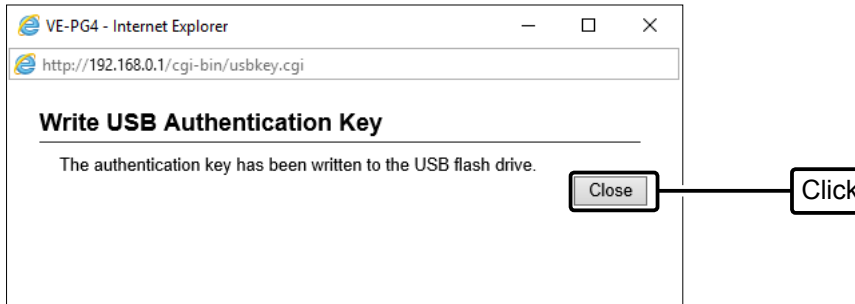 VE-PG4 - Internet Explorer
http://192.168.0.1/cgi-bin/usbkey.cgi
Write USB Authentication Key
The authentication key has been written to the USB flash drive.
Close
Click